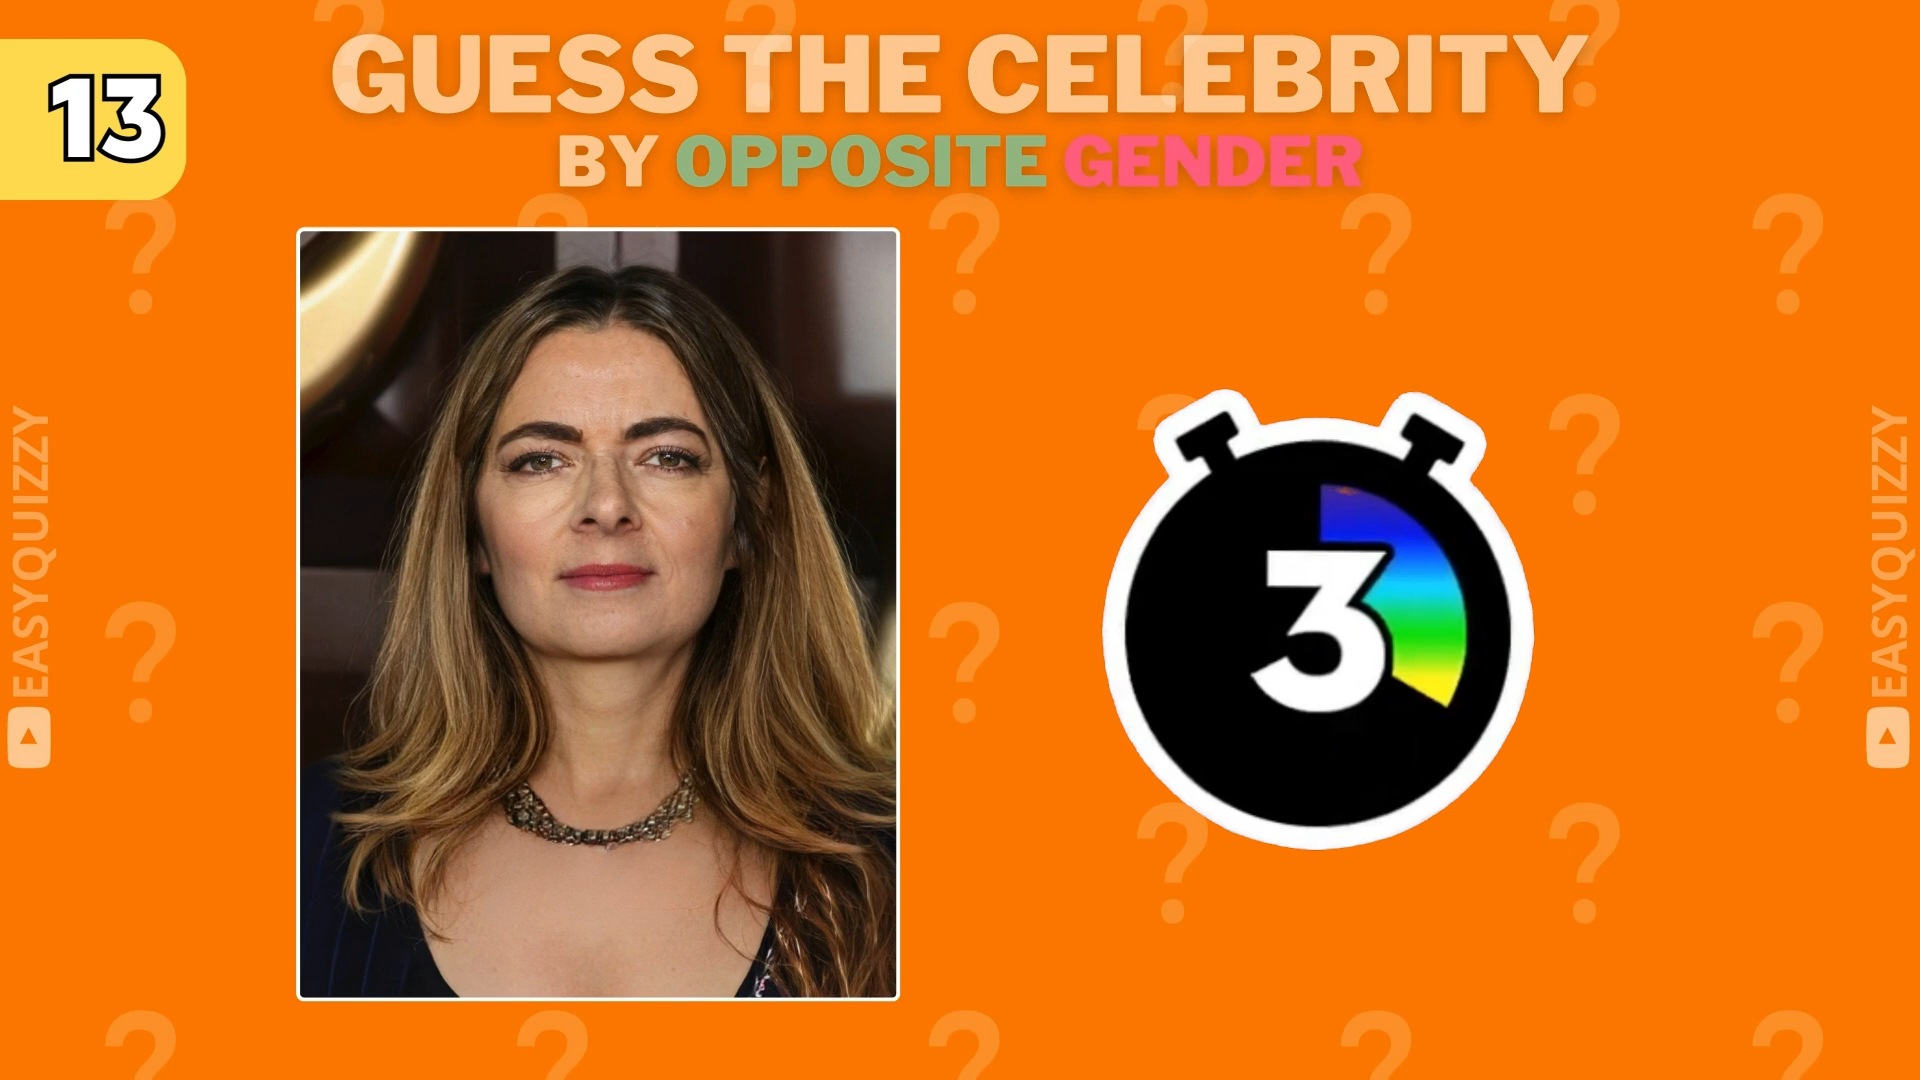 13
GUESS THE CELEBRITY
BY OPPOSITE GENDER
3
EASYQUIZZY
EASYQUIZZY